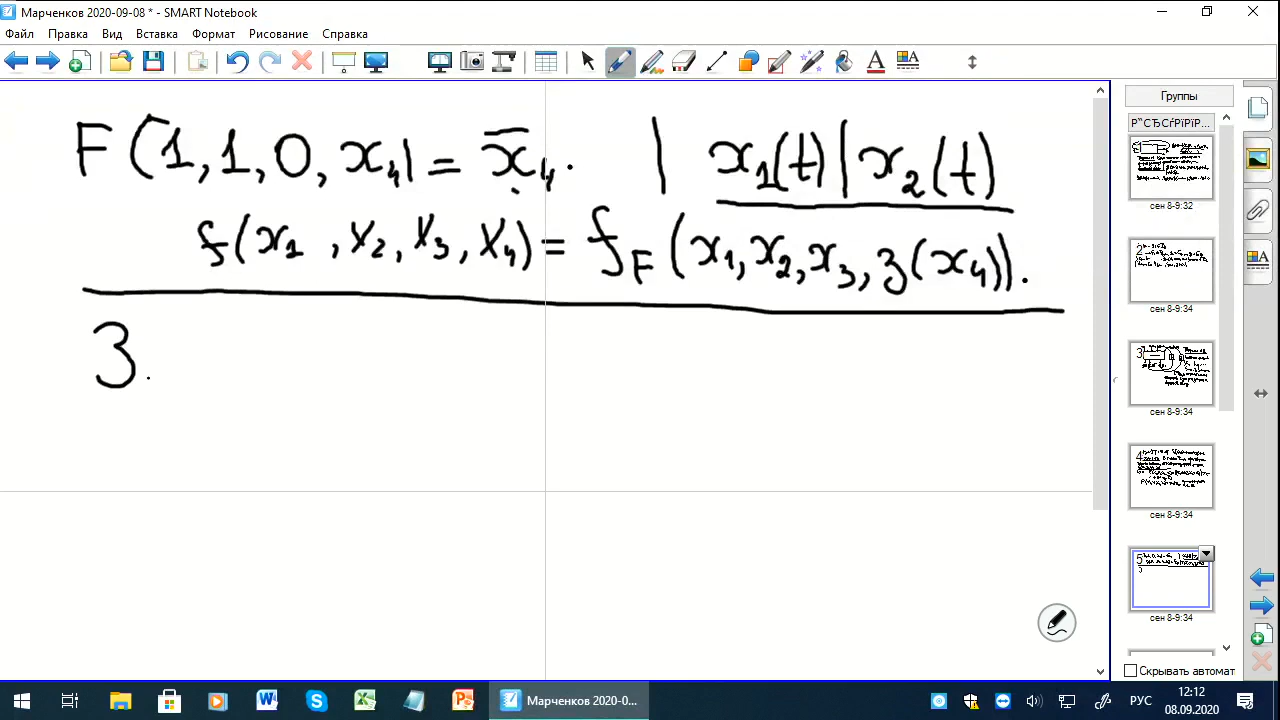 Марченков 2020-09-08 * - SMART Notebook
Файл Правка Вид Вставка Формат Рисование Справка
F(1,1,0,x₄) = x̄₄. | x₁(t)|x₂(t)
f(x₁, x₂, x₃, x₄) = f_F(x₁, x₂, x₃, з(x₄)).
3.
Группы
Р"СЂСѓРїРїР...
сен 8-9:32
сен 8-9:34
3
сен 8-9:34
4
сен 8-9:34
5
сен 8-9:34
Скрывать автомат
Марченков 2020-0...
РУС
12:12
08.09.2020